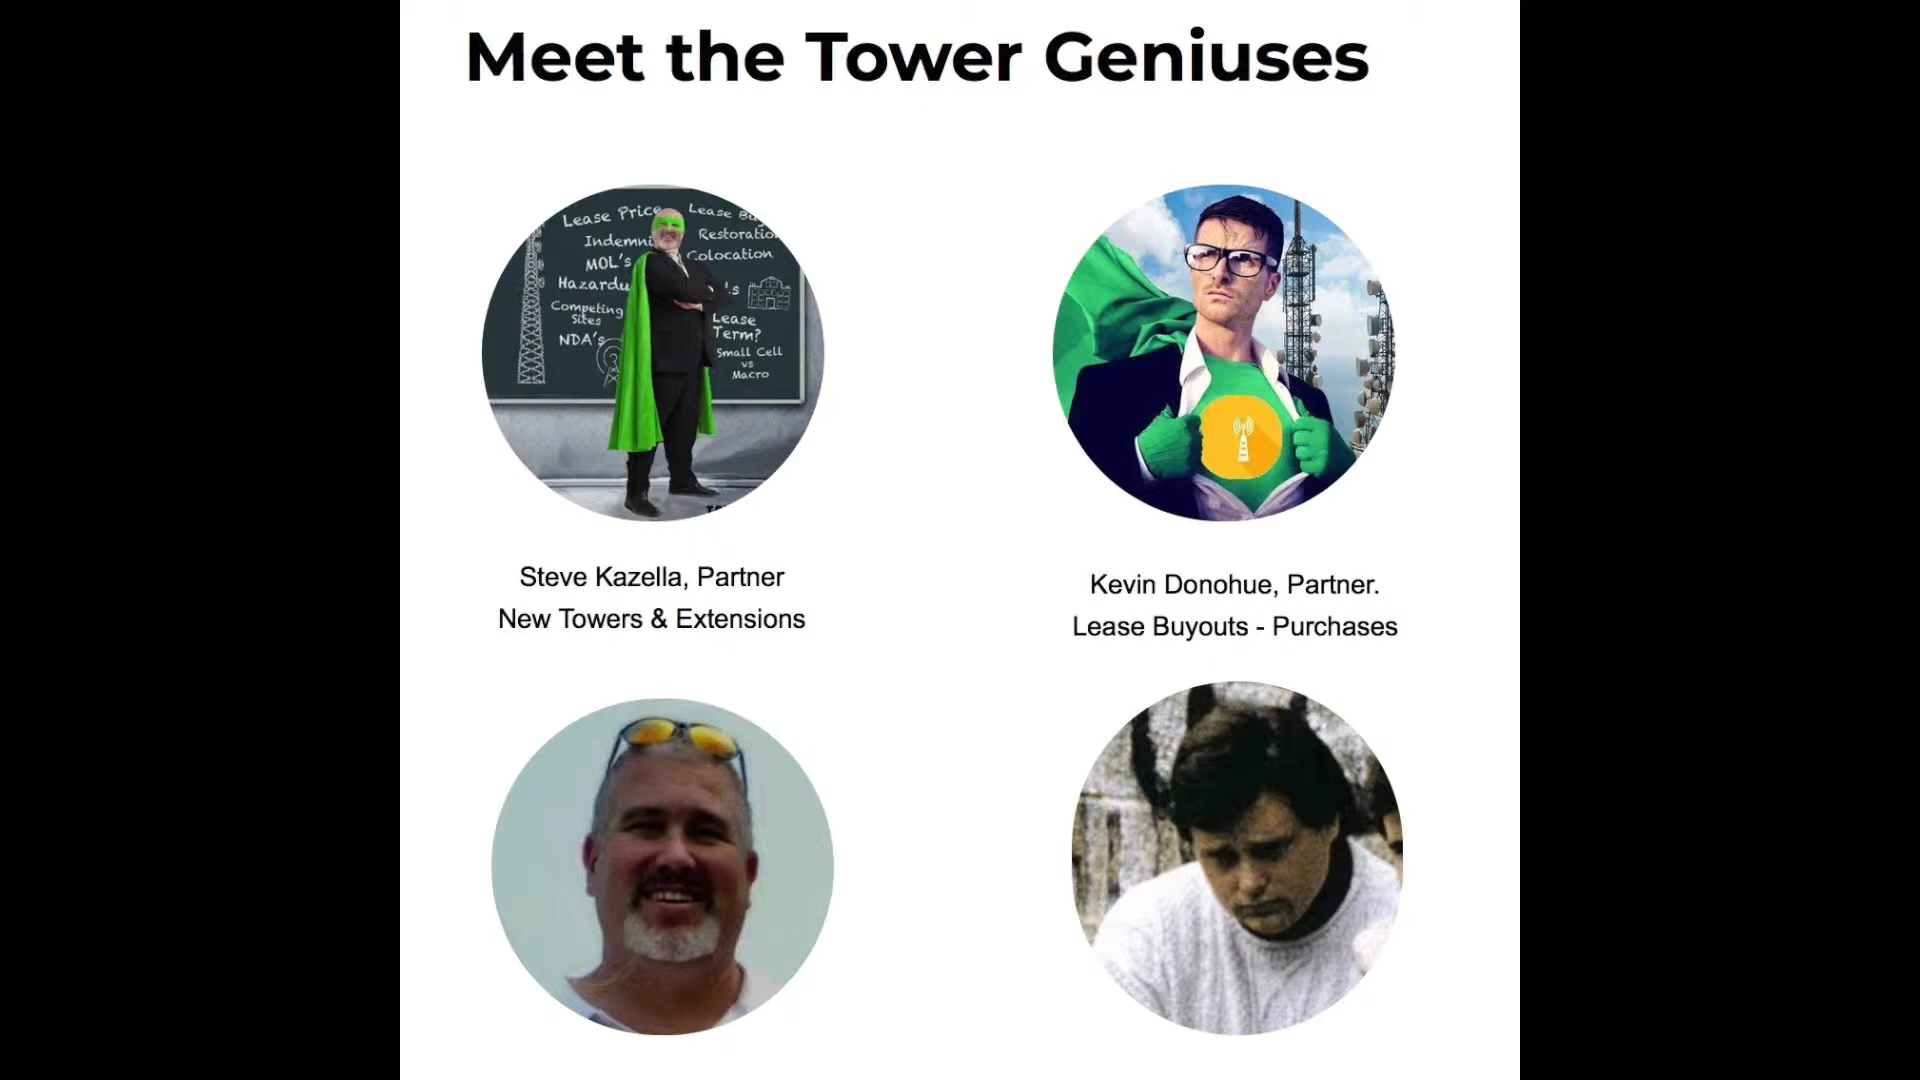 Meet the Tower Geniuses
Lease Price
Lease
Restoration
Indemni
Colocation
MOL's
Hazardu
Competing
Sites
Lease
Term?
NDA's
Small Cell
vs
Macro
Steve Kazella, Partner
New Towers & Extensions
Kevin Donohue, Partner.
Lease Buyouts - Purchases